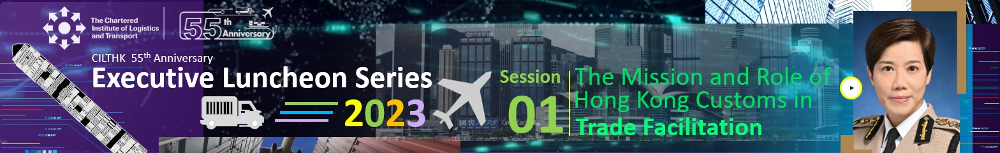 The Chartered
Institute of Logistics
and Transport
55th
Anniversary
CILTHK 55th Anniversary
Executive Luncheon Series
2023
Session
01
The Mission and Role of
Hong Kong Customs in
Trade Facilitation